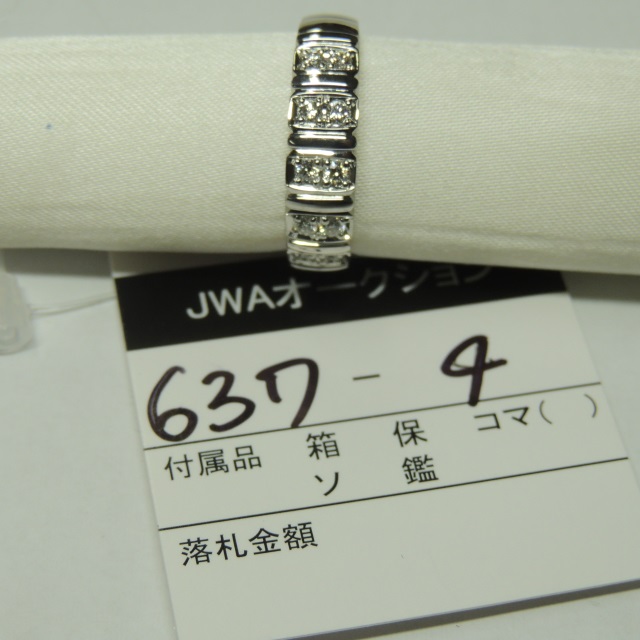 JWAオークション
637-4
付属品 箱 保 コマ( )
ソ 鑑
落札金額